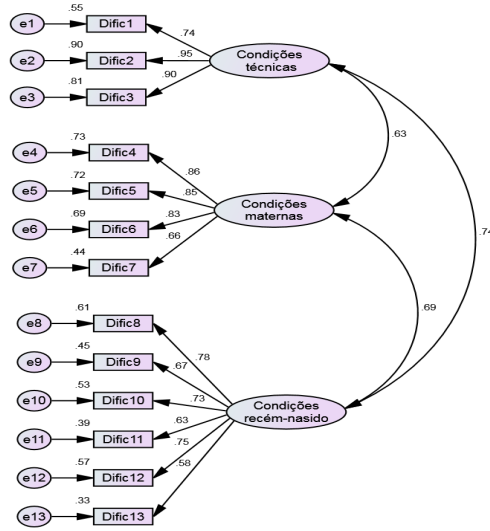 .55
e1 Dific1 .74
.90
e2 Dific2 .95
.81
e3 Dific3 .90
Condições
técnicas
.63
.73
e4 Dific4 .86
.72
e5 Dific5 .85
.69
e6 Dific6 .83
.44
e7 Dific7 .66
Condições
maternas
.74
.69
.61
e8 Dific8 .78
.45
e9 Dific9 .67
.53
e10 Dific10 .73
.39
e11 Dific11 .63
.57
e12 Dific12 .75
.33
e13 Dific13 .58
Condições
recém-nasido